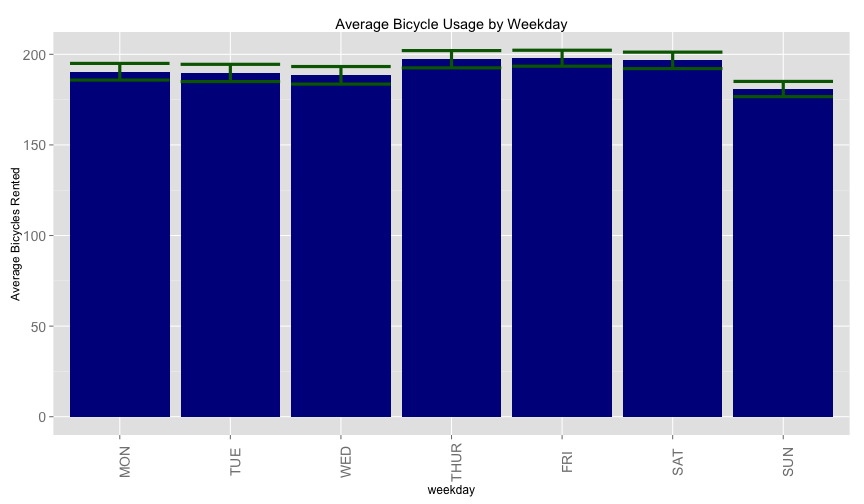 Average Bicycle Usage by Weekday
Average Bicycles Rented
200
150
100
50
0
MON
TUE
WED
THUR
FRI
SAT
SUN
weekday